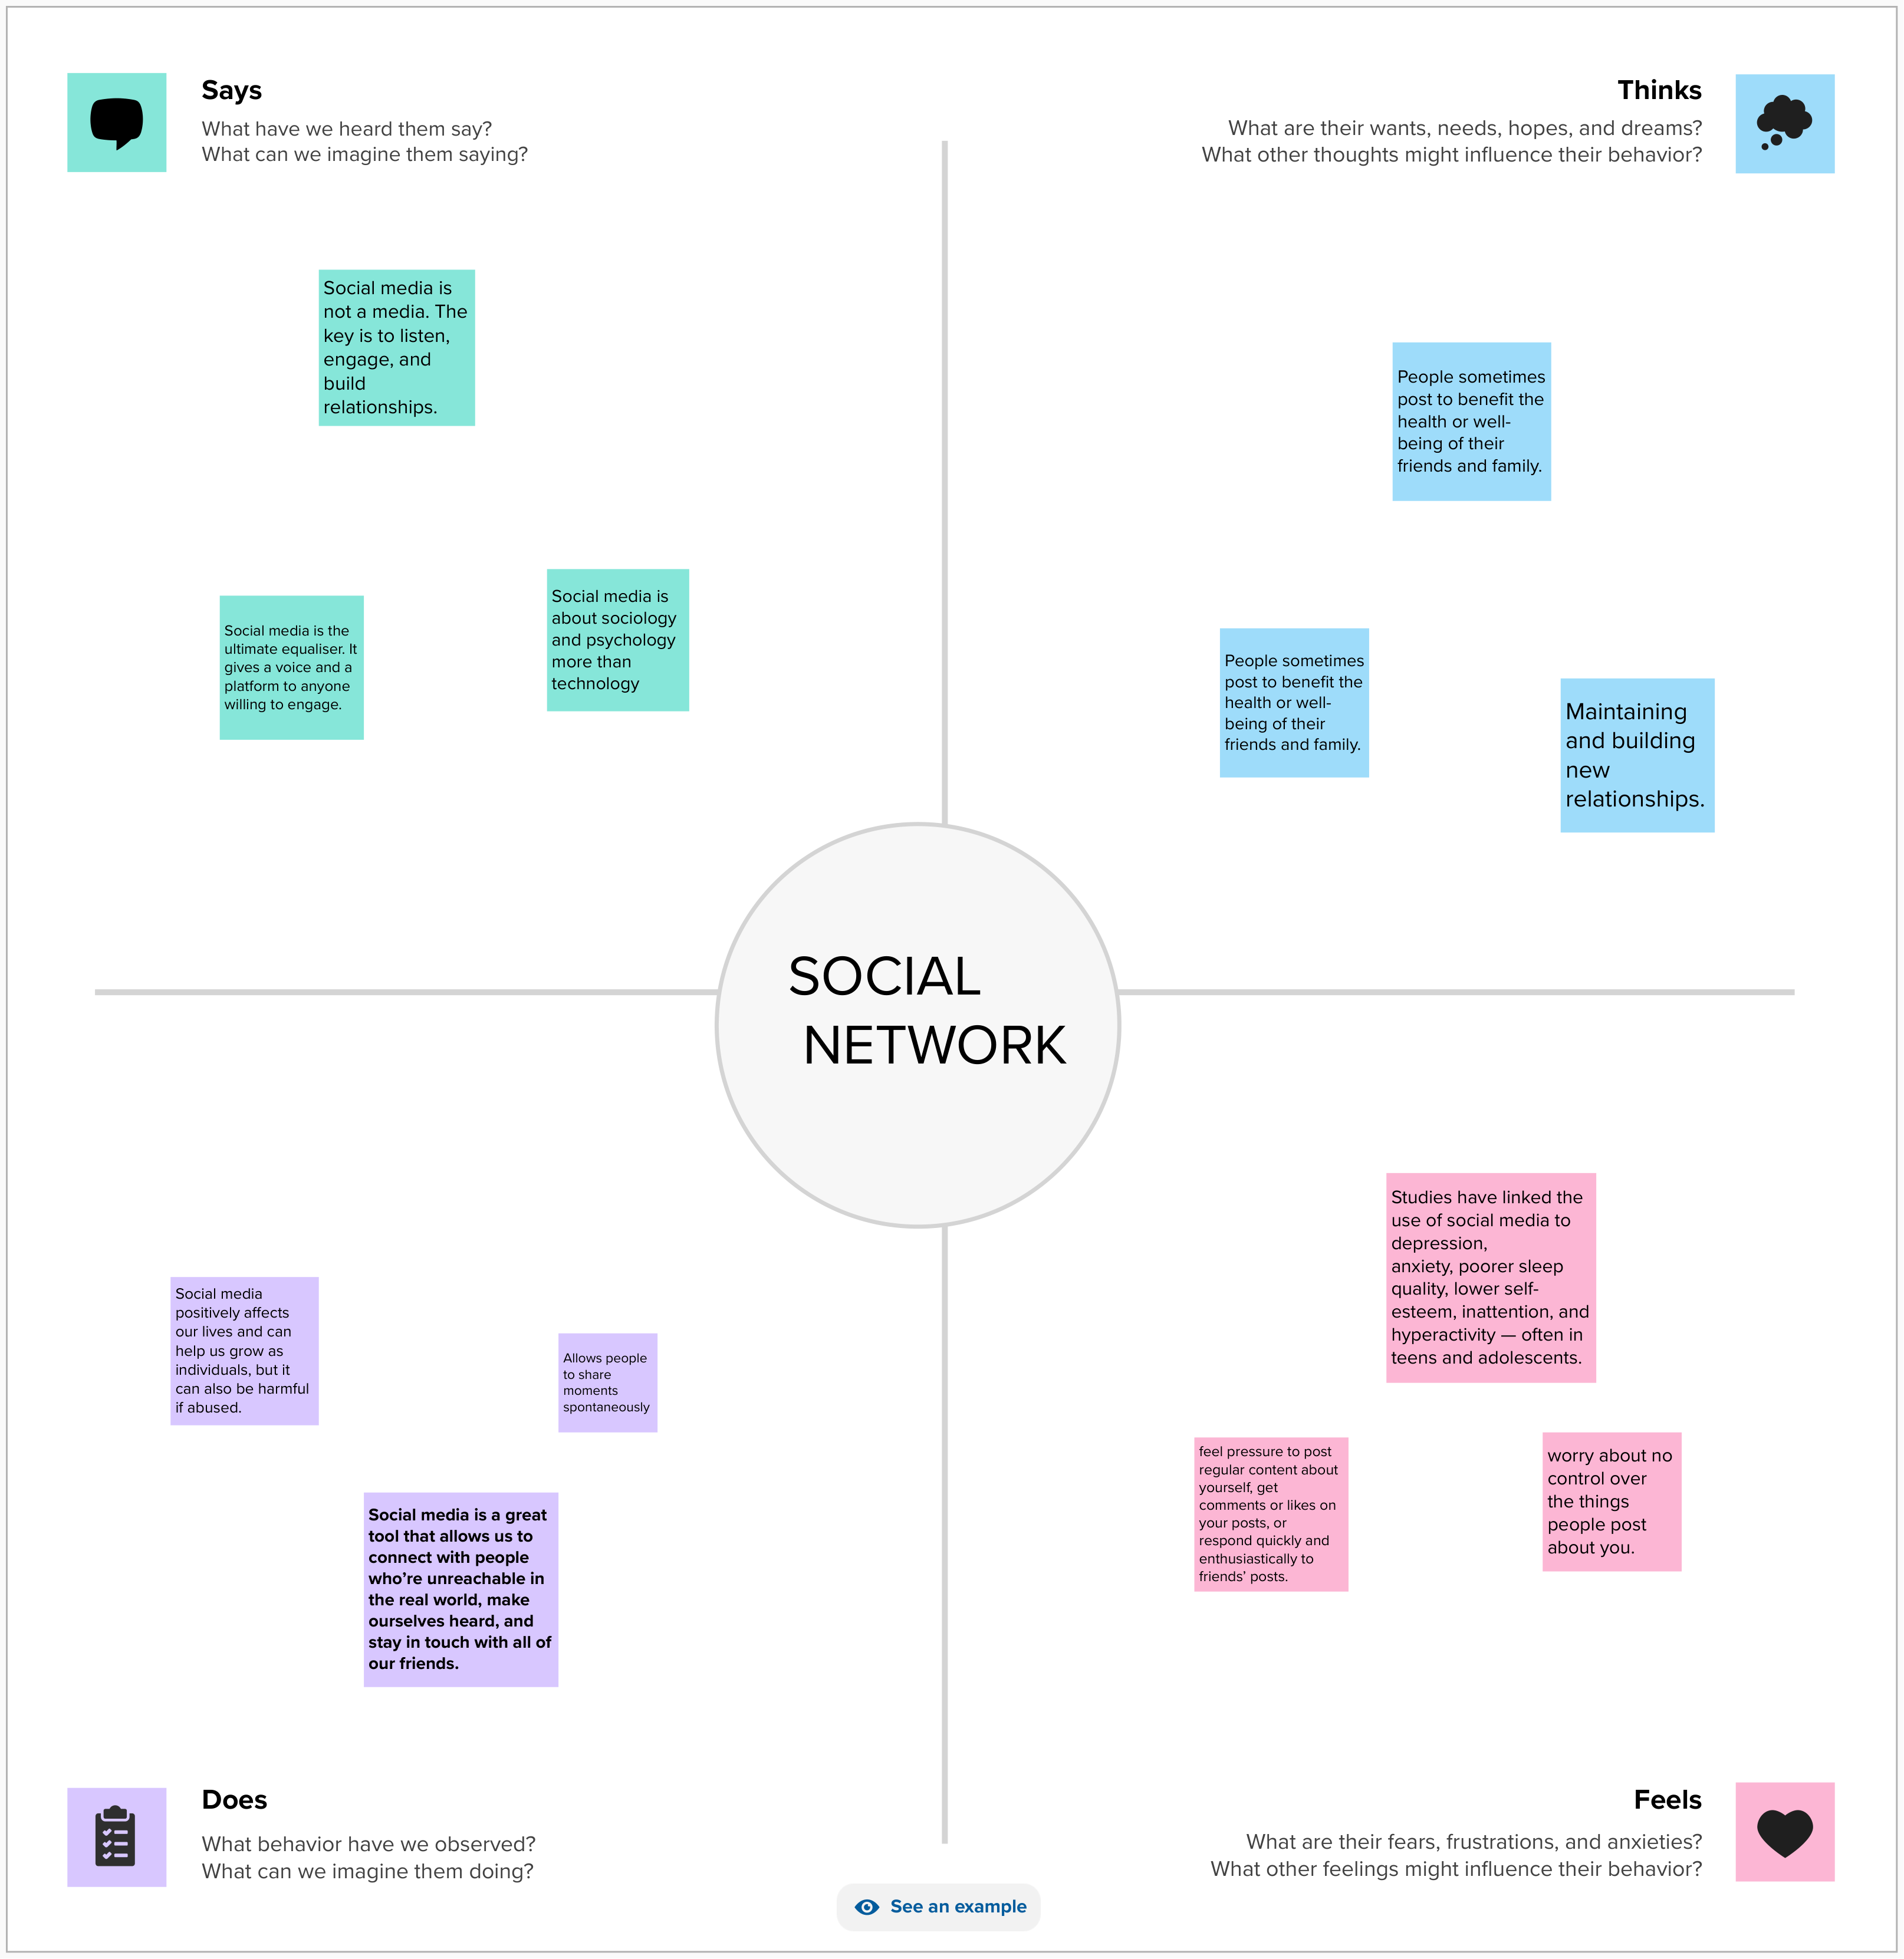 Says
What have we heard them say?
What can we imagine them saying?
Thinks
What are their wants, needs, hopes, and dreams?
What other thoughts might influence their behavior?
Social media is
not a media. The
key is to listen,
engage, and
build
relationships.
People sometimes
post to benefit the
health or well-
being of their
friends and family.
Social media is the
ultimate equaliser. It
gives a voice and a
platform to anyone
willing to engage.
Social media is
about sociology
and psychology
more than
technology
People sometimes
post to benefit the
health or well-
being of their
friends and family.
Maintaining
and building
new
relationships.
SOCIAL
NETWORK
Social media
positively affects
our lives and can
help us grow as
individuals, but it
can also be harmful
if abused.
Allows people
to share
moments
spontaneously
Social media is a great
tool that allows us to
connect with people
who’re unreachable in
the real world, make
ourselves heard, and
stay in touch with all of
our friends.
Studies have linked the
use of social media to
depression,
anxiety, poorer sleep
quality, lower self-
esteem, inattention, and
hyperactivity — often in
teens and adolescents.
feel pressure to post
regular content about
yourself, get
comments or likes on
your posts, or
respond quickly and
enthusiastically to
friends’ posts.
worry about no
control over
the things
people post
about you.
Does
What behavior have we observed?
What can we imagine them doing?
Feels
What are their fears, frustrations, and anxieties?
What other feelings might influence their behavior?
See an example